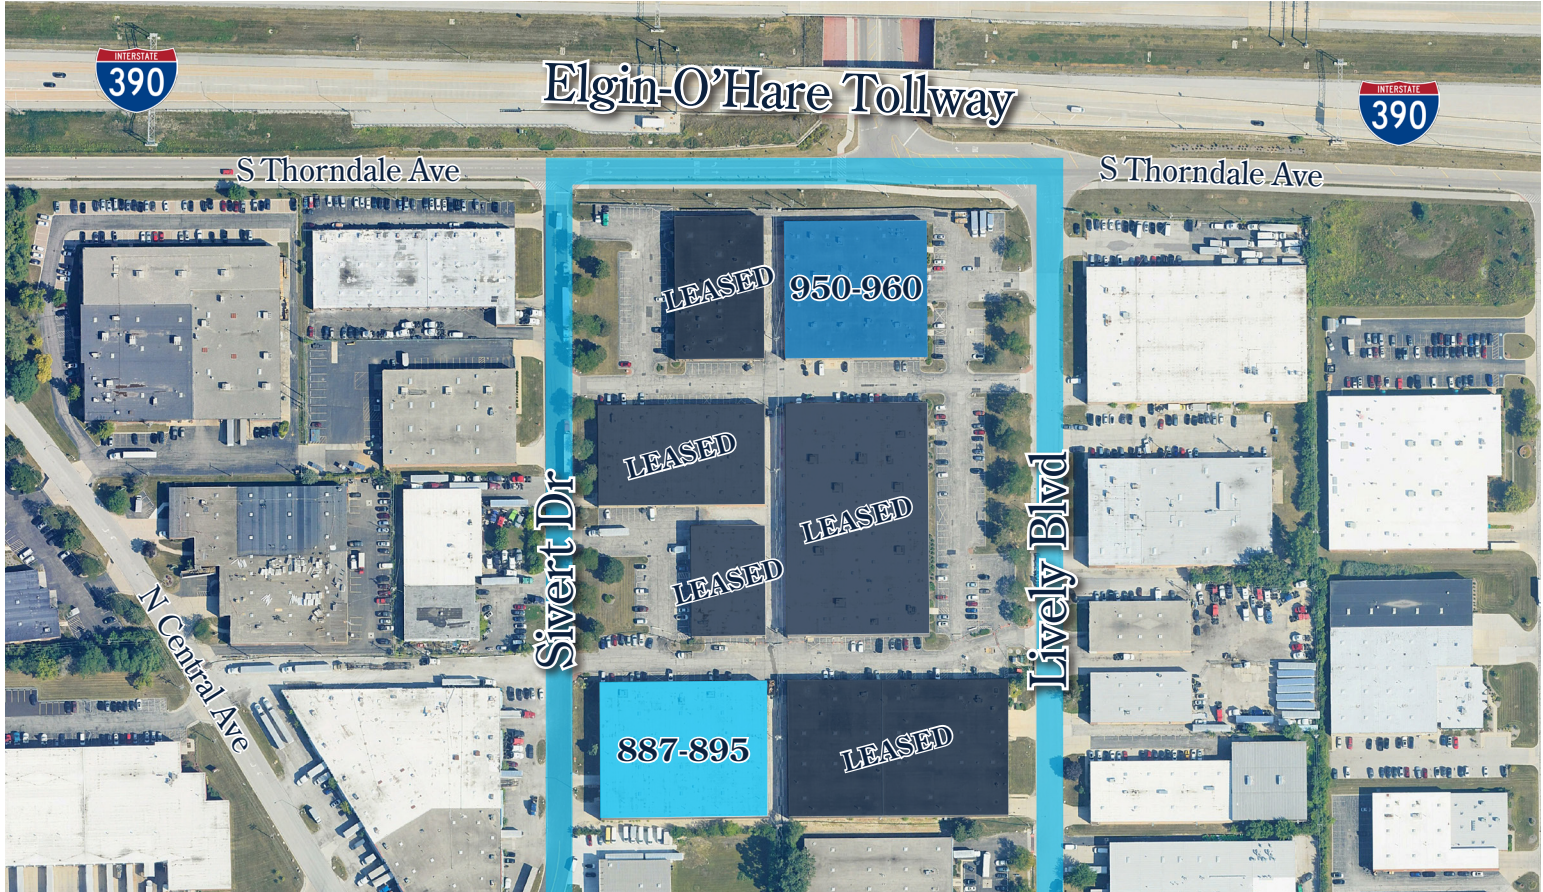 INTERSTATE
390
Elgin-O'Hare Tollway
INTERSTATE
390
S Thorndale Ave
S Thorndale Ave
LEASED
950-960
LEASED
LEASED
LEASED
Sivert Dr
Lively Blvd
N Central Ave
887-895
LEASED